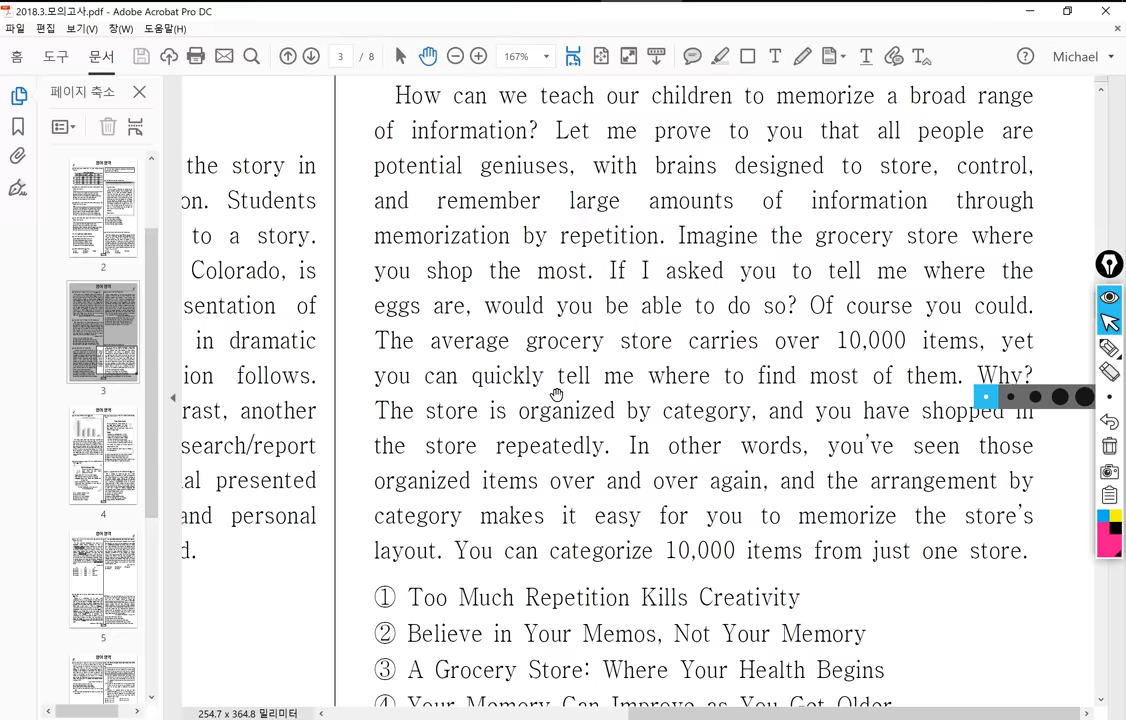 2018.3.모의고사.pdf - Adobe Acrobat Pro DC
파일 편집 보기(V) 창(W) 도움말(H)
홈 도구 문서 3 / 8 167% Michael
페이지 축소
2
3
4
5
the story in
on. Students
to a story.
Colorado, is
sentation of
in dramatic
ion follows.
rast, another
search/report
al presented
and personal
d.
How can we teach our children to memorize a broad range
of information? Let me prove to you that all people are
potential geniuses, with brains designed to store, control,
and remember large amounts of information through
memorization by repetition. Imagine the grocery store where
you shop the most. If I asked you to tell me where the
eggs are, would you be able to do so? Of course you could.
The average grocery store carries over 10,000 items, yet
you can quickly tell me where to find most of them. Why?
The store is organized by category, and you have shopped in
the store repeatedly. In other words, you've seen those
organized items over and over again, and the arrangement by
category makes it easy for you to memorize the store's
layout. You can categorize 10,000 items from just one store.
① Too Much Repetition Kills Creativity
② Believe in Your Memos, Not Your Memory
③ A Grocery Store: Where Your Health Begins
④ Your Memory Can Improve as You Get Older
254.7 x 364.8 밀리미터